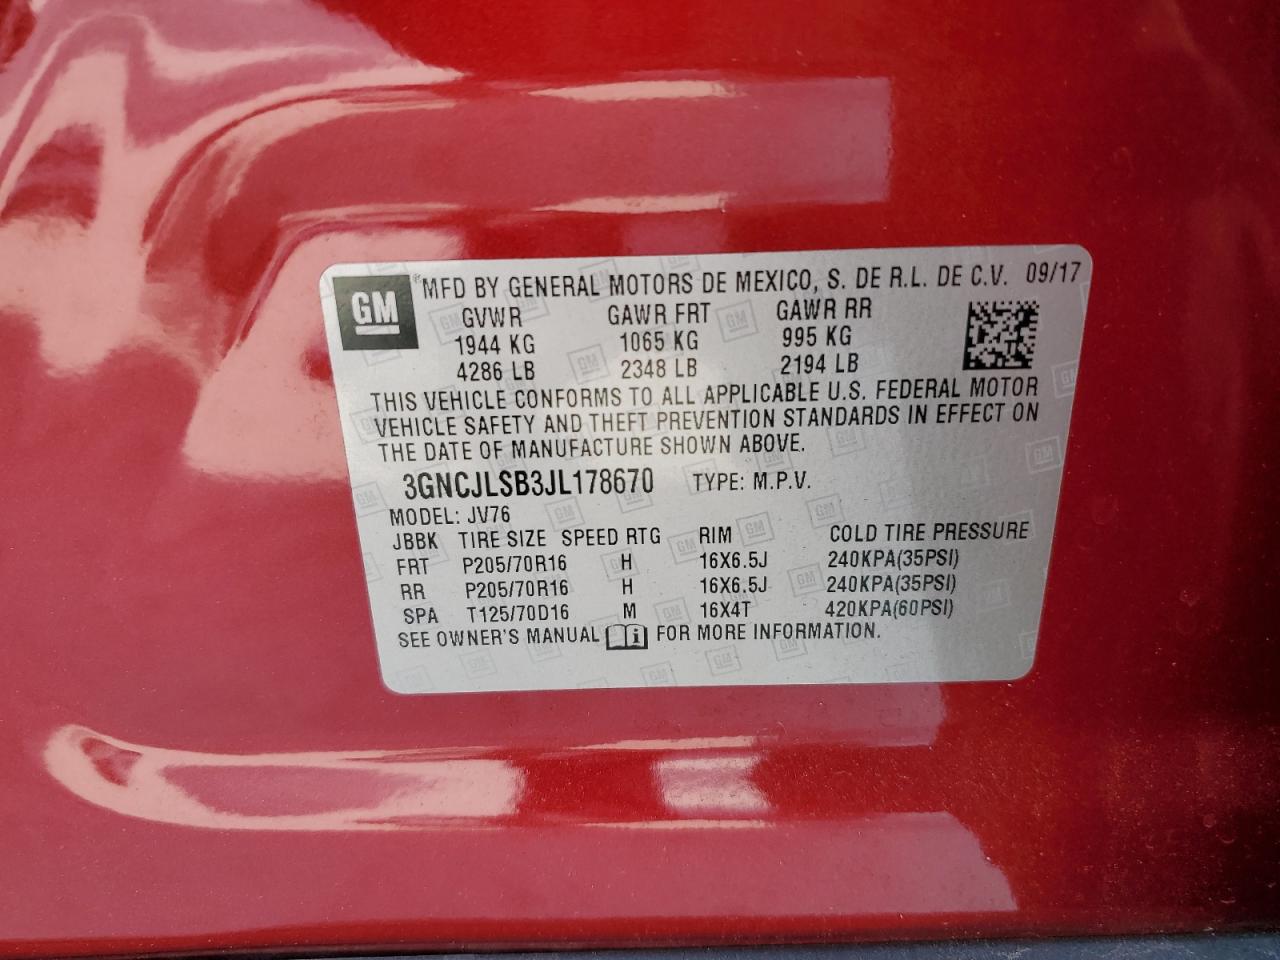 GM ® MFD BY GENERAL MOTORS DE MEXICO, S. DE R.L. DE C.V. 09/17
GVWR GAWR FRT GAWR RR
1944 KG 1065 KG 995 KG
4286 LB 2348 LB 2194 LB
THIS VEHICLE CONFORMS TO ALL APPLICABLE U.S. FEDERAL MOTOR
VEHICLE SAFETY AND THEFT PREVENTION STANDARDS IN EFFECT ON
THE DATE OF MANUFACTURE SHOWN ABOVE.
3GNCJLSB3JL178670 TYPE: M.P.V.
MODEL: JV76
JBBK TIRE SIZE SPEED RTG RIM COLD TIRE PRESSURE
FRT P205/70R16 H 16X6.5J 240KPA(35PSI)
RR P205/70R16 H 16X6.5J 240KPA(35PSI)
SPA T125/70D16 M 16X4T 420KPA(60PSI)
SEE OWNER'S MANUAL i FOR MORE INFORMATION.